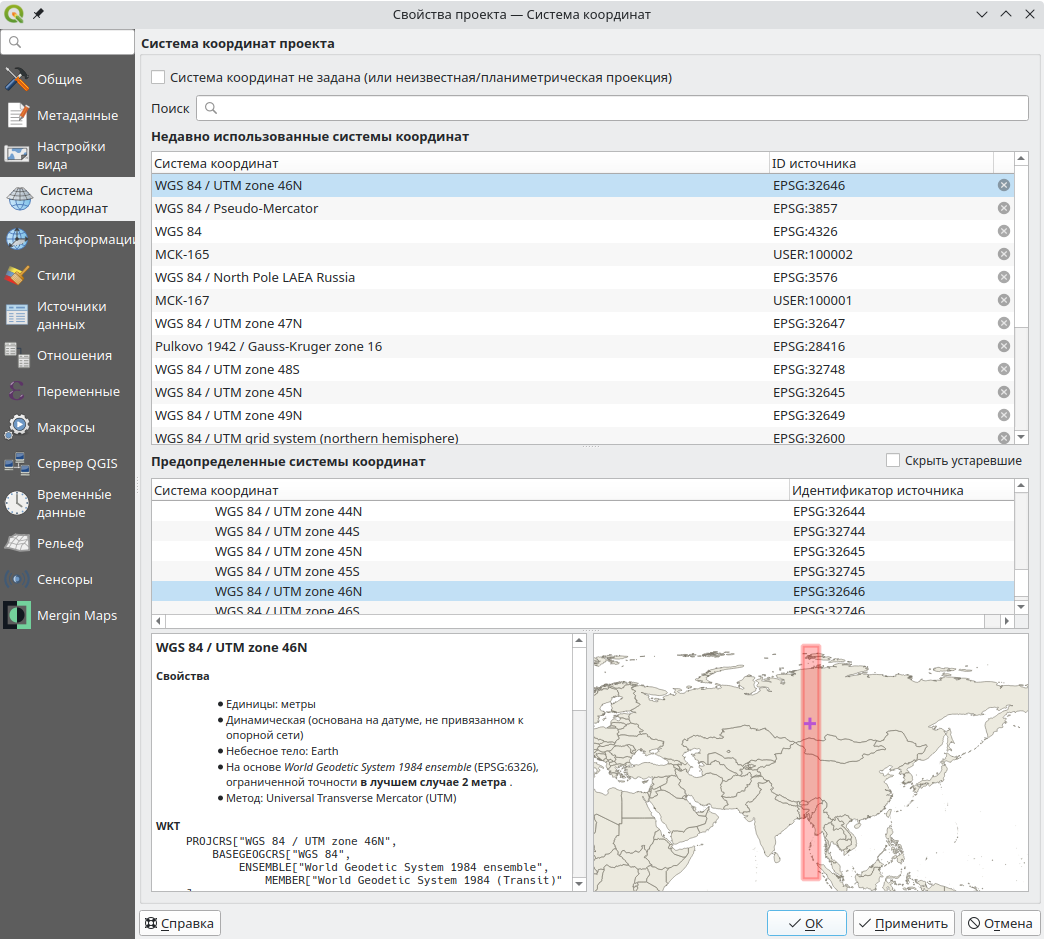 Свойства проекта — Система координат
Система координат проекта
Общие
Метаданные
Настройки
вида
Система
координат
Трансформации
Стили
Источники
данных
Отношения
Переменные
Макросы
Сервер QGIS
Временны́е
данные
Рельеф
Сенсоры
Mergin Maps
Система координат не задана (или неизвестная/планиметрическая проекция)
Поиск
Недавно использованные системы координат
Система координат ID источника
WGS 84 / UTM zone 46N EPSG:32646
WGS 84 / Pseudo-Mercator EPSG:3857
WGS 84 EPSG:4326
МСК-165 USER:100002
WGS 84 / North Pole LAEA Russia EPSG:3576
МСК-167 USER:100001
WGS 84 / UTM zone 47N EPSG:32647
Pulkovo 1942 / Gauss-Kruger zone 16 EPSG:28416
WGS 84 / UTM zone 48S EPSG:32748
WGS 84 / UTM zone 45N EPSG:32645
WGS 84 / UTM zone 49N EPSG:32649
WGS 84 / UTM grid system (northern hemisphere) EPSG:32600
Предопределенные системы координат Скрыть устаревшие
Система координат Идентификатор источника
WGS 84 / UTM zone 44N EPSG:32644
WGS 84 / UTM zone 44S EPSG:32744
WGS 84 / UTM zone 45N EPSG:32645
WGS 84 / UTM zone 45S EPSG:32745
WGS 84 / UTM zone 46N EPSG:32646
WGS 84 / UTM zone 46S EPSG:32746
WGS 84 / UTM zone 46N
Свойства
● Единицы: метры
● Динамическая (основана на датуме, не привязанном к
опорной сети)
● Небесное тело: Earth
● На основе World Geodetic System 1984 ensemble (EPSG:6326),
ограниченной точности в лучшем случае 2 метра .
● Метод: Universal Transverse Mercator (UTM)
WKT
PROJCRS["WGS 84 / UTM zone 46N",
BASEGEOGCRS["WGS 84",
ENSEMBLE["World Geodetic System 1984 ensemble",
MEMBER["World Geodetic System 1984 (Transit)"
Справка OK Применить Отмена